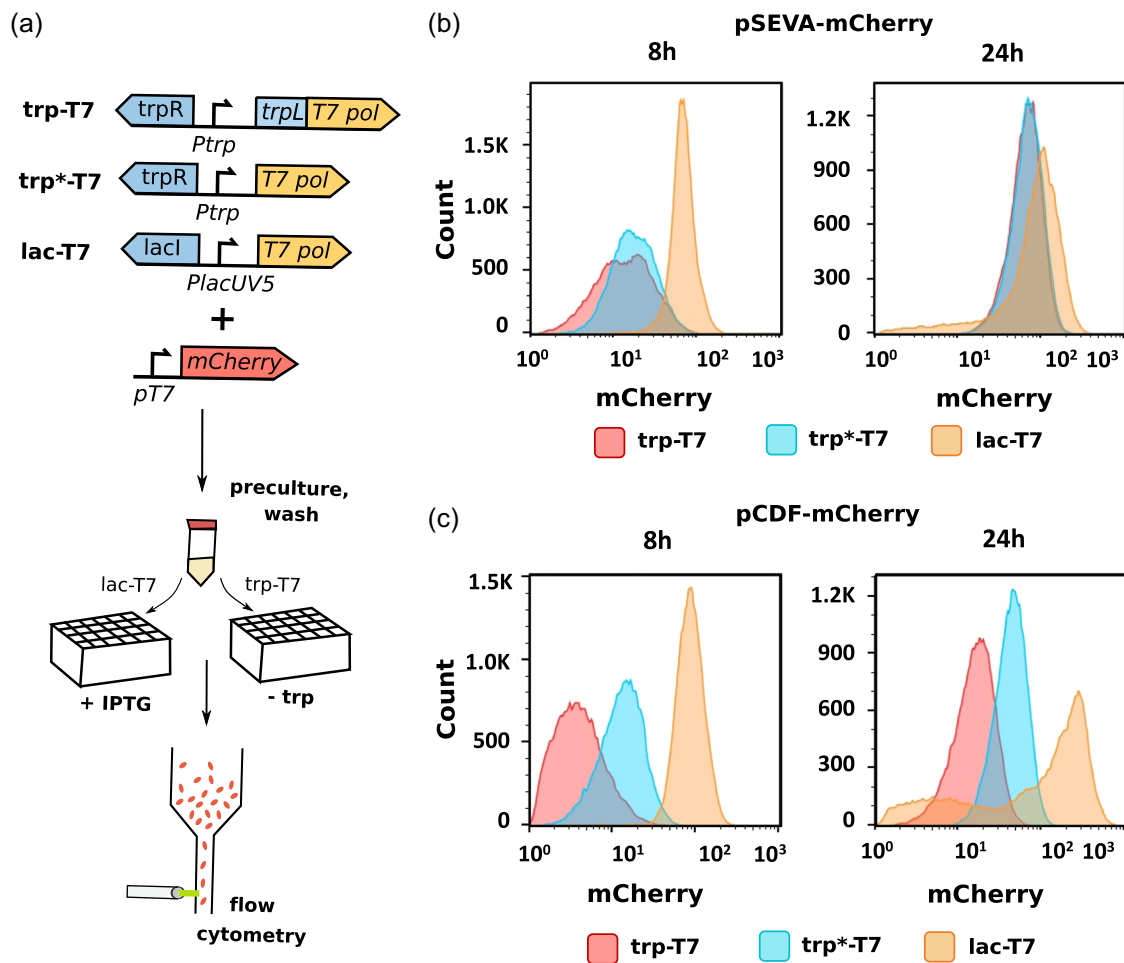 (a)
trp-T7
trpR
trpL
T7 pol
Ptrp
trp*-T7
trpR
T7 pol
Ptrp
lac-T7
lacI
T7 pol
PlacUV5
+
mCherry
pT7
preculture,
wash
lac-T7
trp-T7
+ IPTG
- trp
flow
cytometry
(b)
pSEVA-mCherry
8h
24h
Count
1.5K
1.0K
500
0
10⁰ 10¹ 10² 10³
mCherry
1.2K
900
600
300
0
10⁰ 10¹ 10² 10³
mCherry
trp-T7
trp*-T7
lac-T7
(c)
pCDF-mCherry
8h
24h
Count
1.5K
1.0K
500
0
10⁰ 10¹ 10² 10³
mCherry
1.2K
900
600
300
0
10⁰ 10¹ 10² 10³
mCherry
trp-T7
trp*-T7
lac-T7